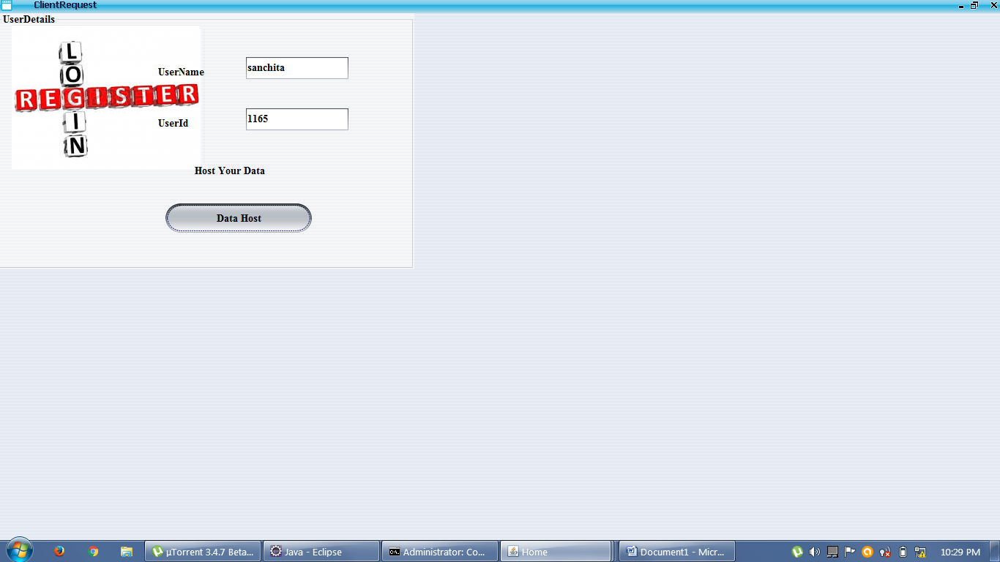 ClientRequest
UserDetails
LOGIN
REGISTER
UserName
sanchita
UserId
1165
Host Your Data
Data Host
µTorrent 3.4.7 Beta...
Java - Eclipse
Administrator: Co...
Home
Document1 - Micr...
10:29 PM